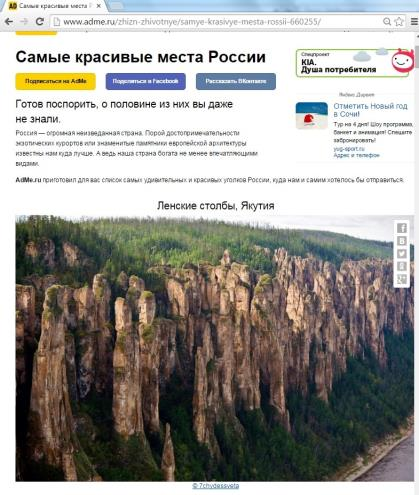 AD Самые красивые места Р
www.adme.ru/zhizn-zhivotnye/samye-krasivye-mesta-rossii-660255/
Самые красивые места России
Подписаться на AdMe
Поделиться в Facebook
Рассказать ВКонтакте
Готов поспорить, о половине из них вы даже
не знали.
Россия — огромная неизведанная страна. Порой достопримечательности
экзотических курортов или знаменитые памятники европейской архитектуры
известны нам куда лучше. А ведь наша страна богата не менее впечатляющими
видами.
AdMe.ru приготовил для вас список самых удивительных и красивых уголков России, куда нам и самим хотелось бы отправиться.
Спецпроект
KIA.
Душа потребителя
Яндекс.Директ
Отметить Новый год
в Сочи!
Тур на 4 дня! Шоу программа,
банкет и анимация! Спешите
забронировать!
yug-sport.ru
Адрес и телефон
Ленские столбы, Якутия
© 7chydessveta